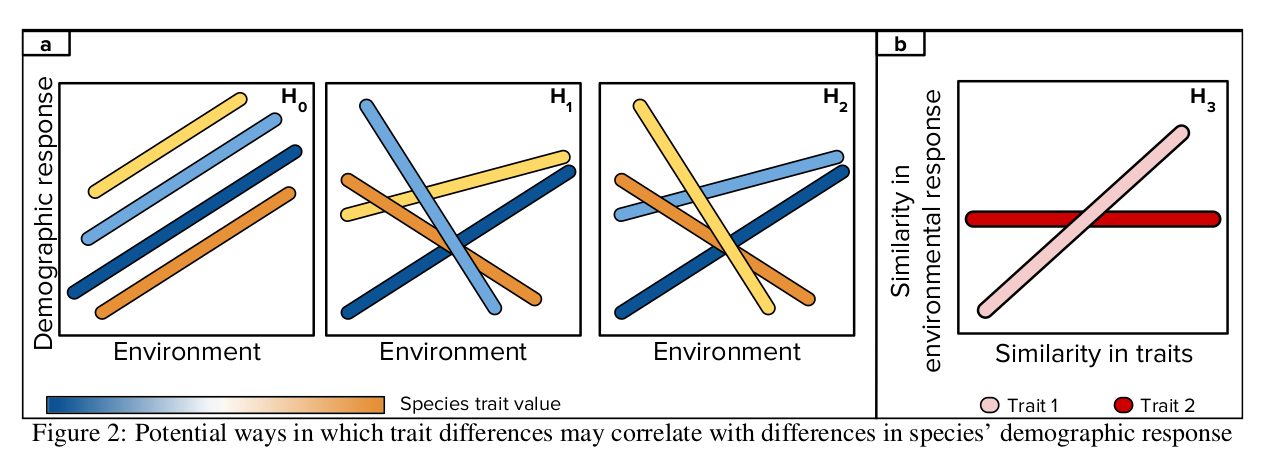 a
b
Demographic response
H0
H1
H2
Environment
Environment
Environment
Species trait value
Similarity in
environmental response
H3
Similarity in traits
Trait 1
Trait 2
Figure 2: Potential ways in which trait differences may correlate with differences in species’ demographic response